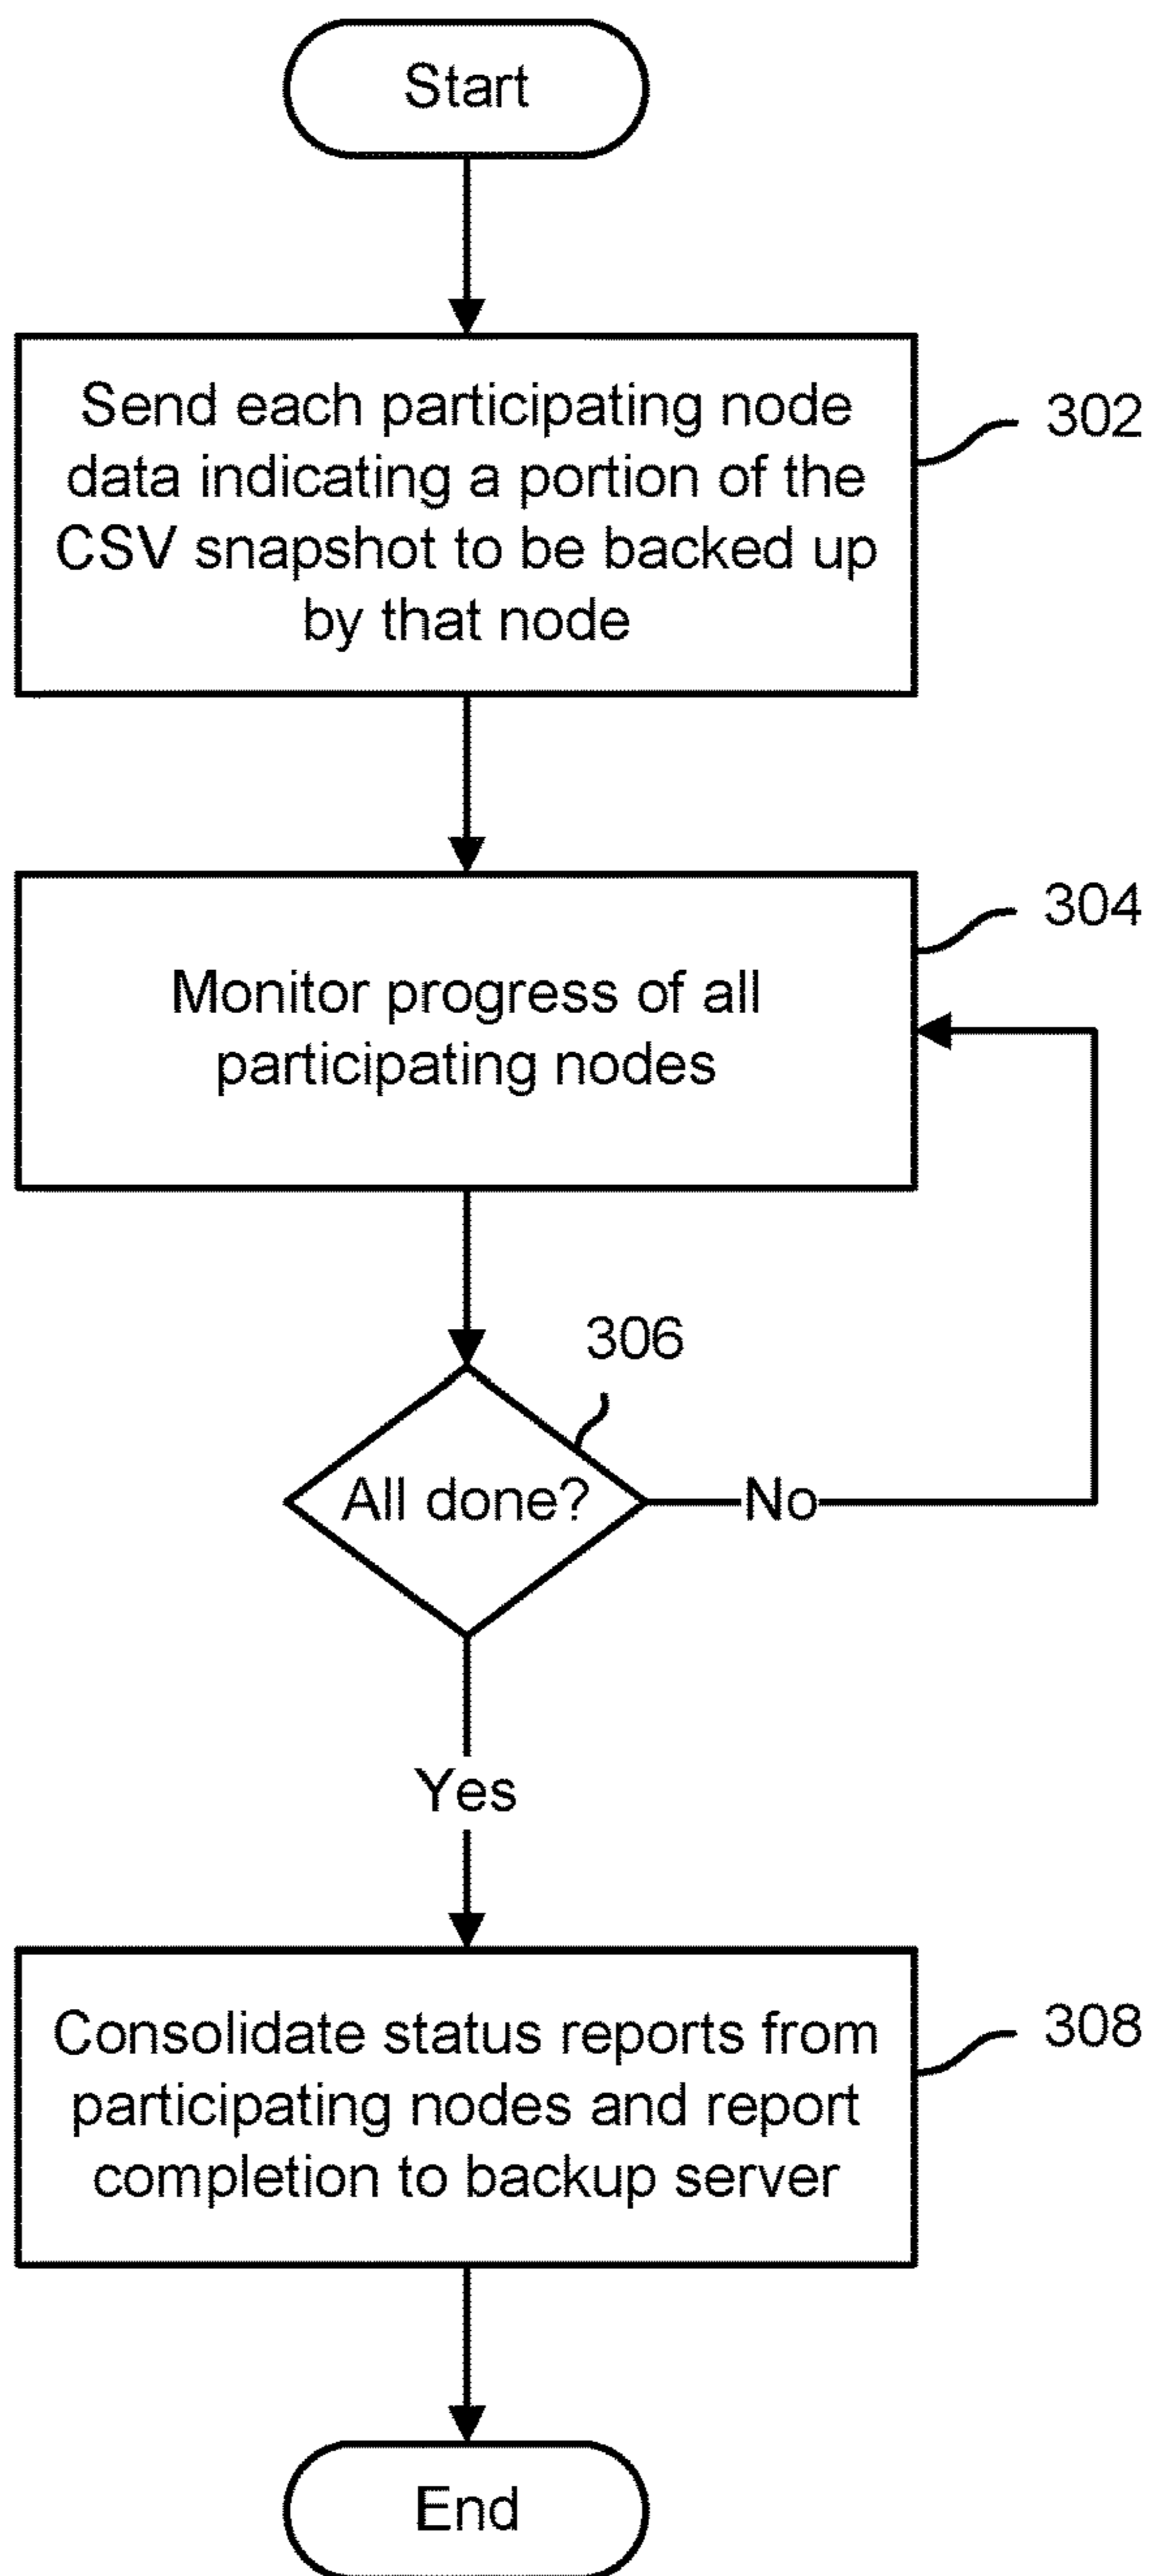 Start
Send each participating node
data indicating a portion of the
CSV snapshot to be backed up
by that node
302
Monitor progress of all
participating nodes
304
306
All done?
No
Yes
Consolidate status reports from
participating nodes and report
completion to backup server
308
End